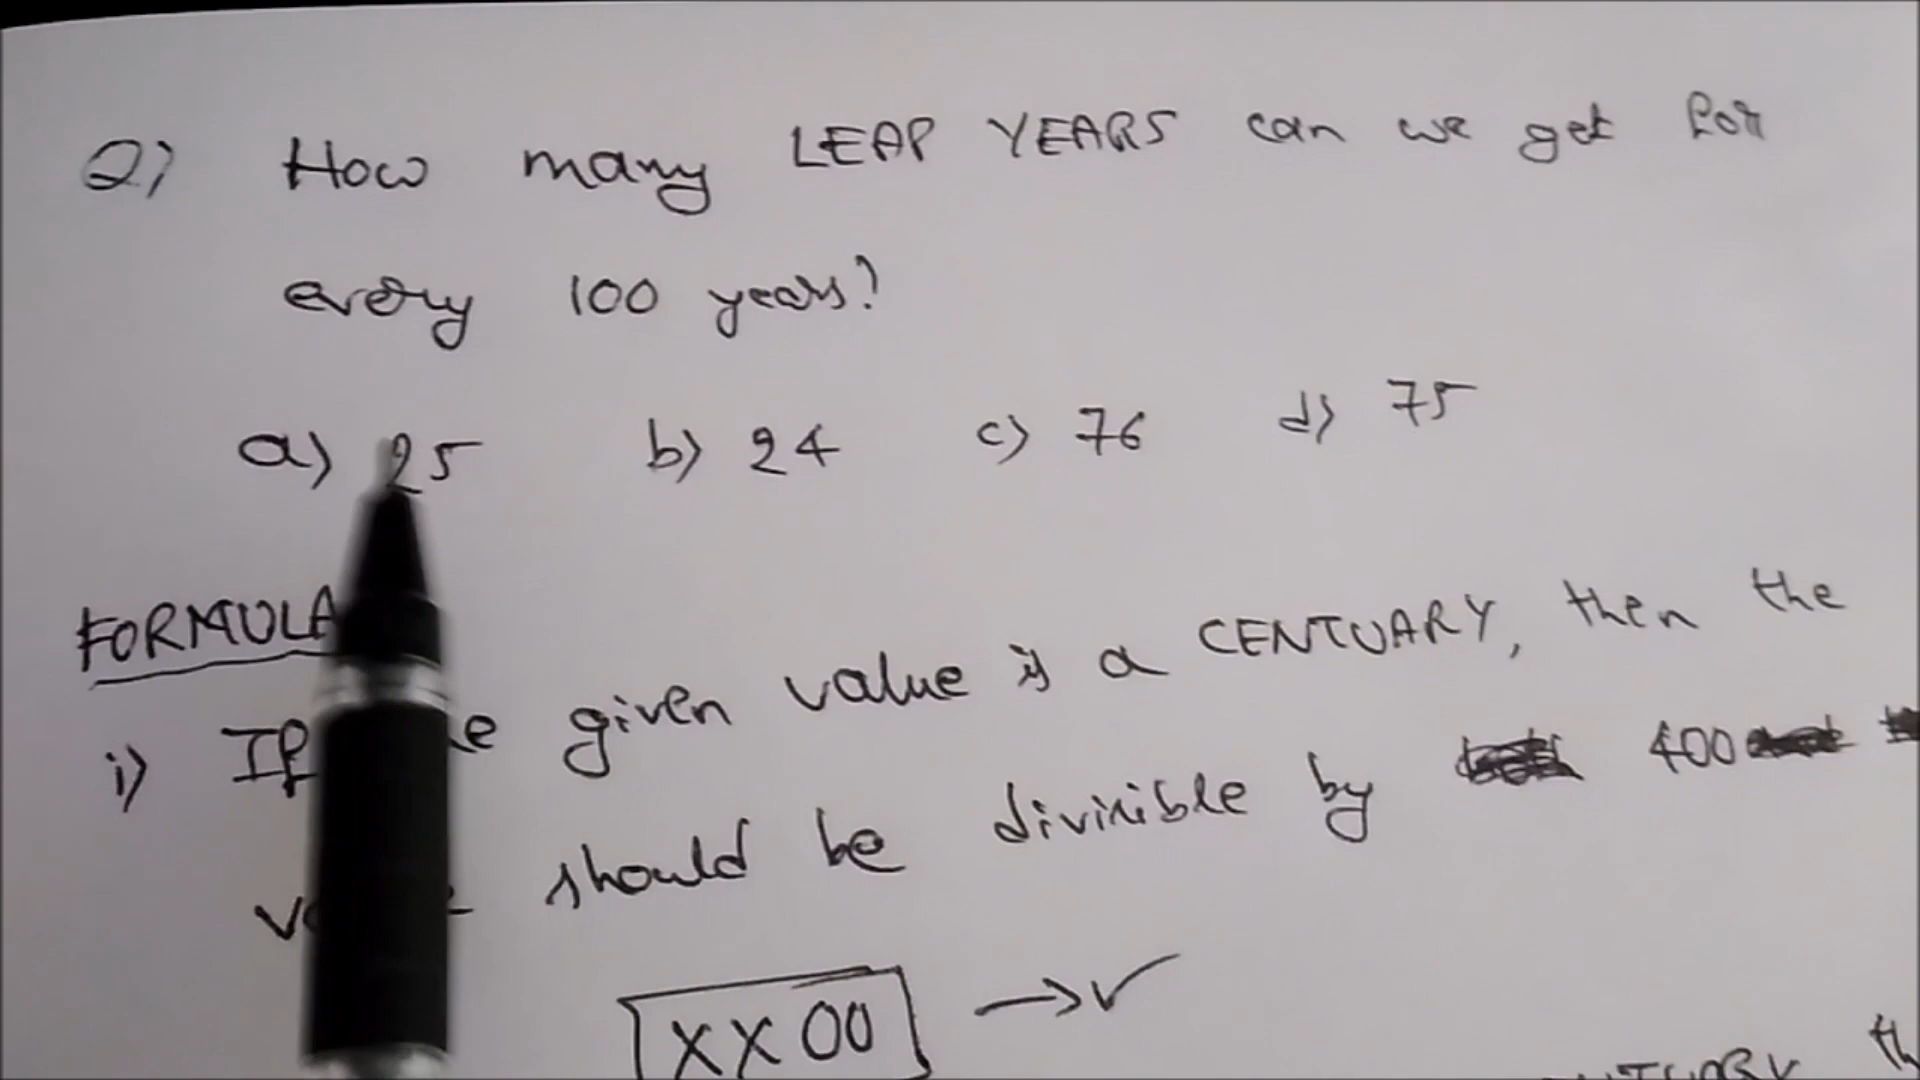 Q) How many LEAP YEARS can we get for
every 100 years?
a) 25 b) 24 c) 76 d) 75
FORMULA
i) If given value is a CENTUARY, then the
should be divisible by 400
XX00 → ✓